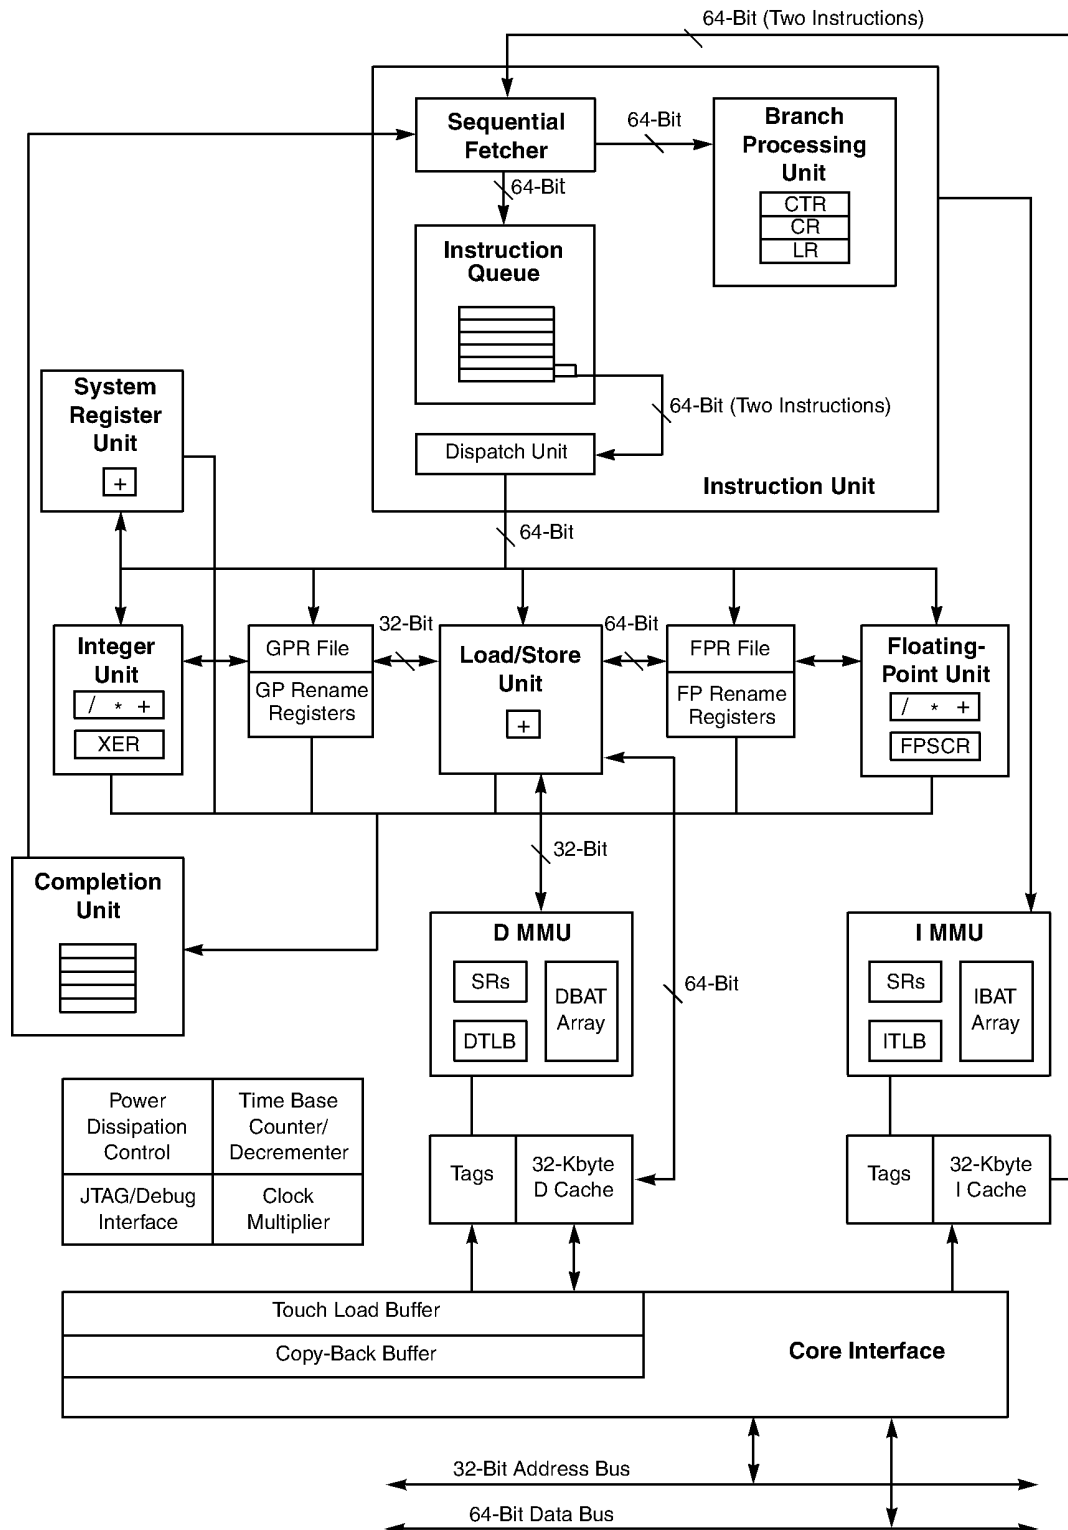 64-Bit (Two Instructions)
Sequential
Fetcher
64-Bit
Branch
Processing
Unit
CTR
CR
LR
64-Bit
Instruction
Queue
64-Bit (Two Instructions)
Dispatch Unit
Instruction Unit
System
Register
Unit
+
64-Bit
Integer
Unit
/ * +
XER
GPR File
GP Rename
Registers
32-Bit
Load/Store
Unit
+
64-Bit
FPR File
FP Rename
Registers
Floating-
Point Unit
/ * +
FPSCR
32-Bit
Completion
Unit
D MMU
SRs
DTLB
DBAT
Array
64-Bit
I MMU
SRs
ITLB
IBAT
Array
Power
Dissipation
Control
Time Base
Counter/
Decrementer
JTAG/Debug
Interface
Clock
Multiplier
Tags
32-Kbyte
D Cache
Tags
32-Kbyte
I Cache
Touch Load Buffer
Copy-Back Buffer
Core Interface
32-Bit Address Bus
64-Bit Data Bus